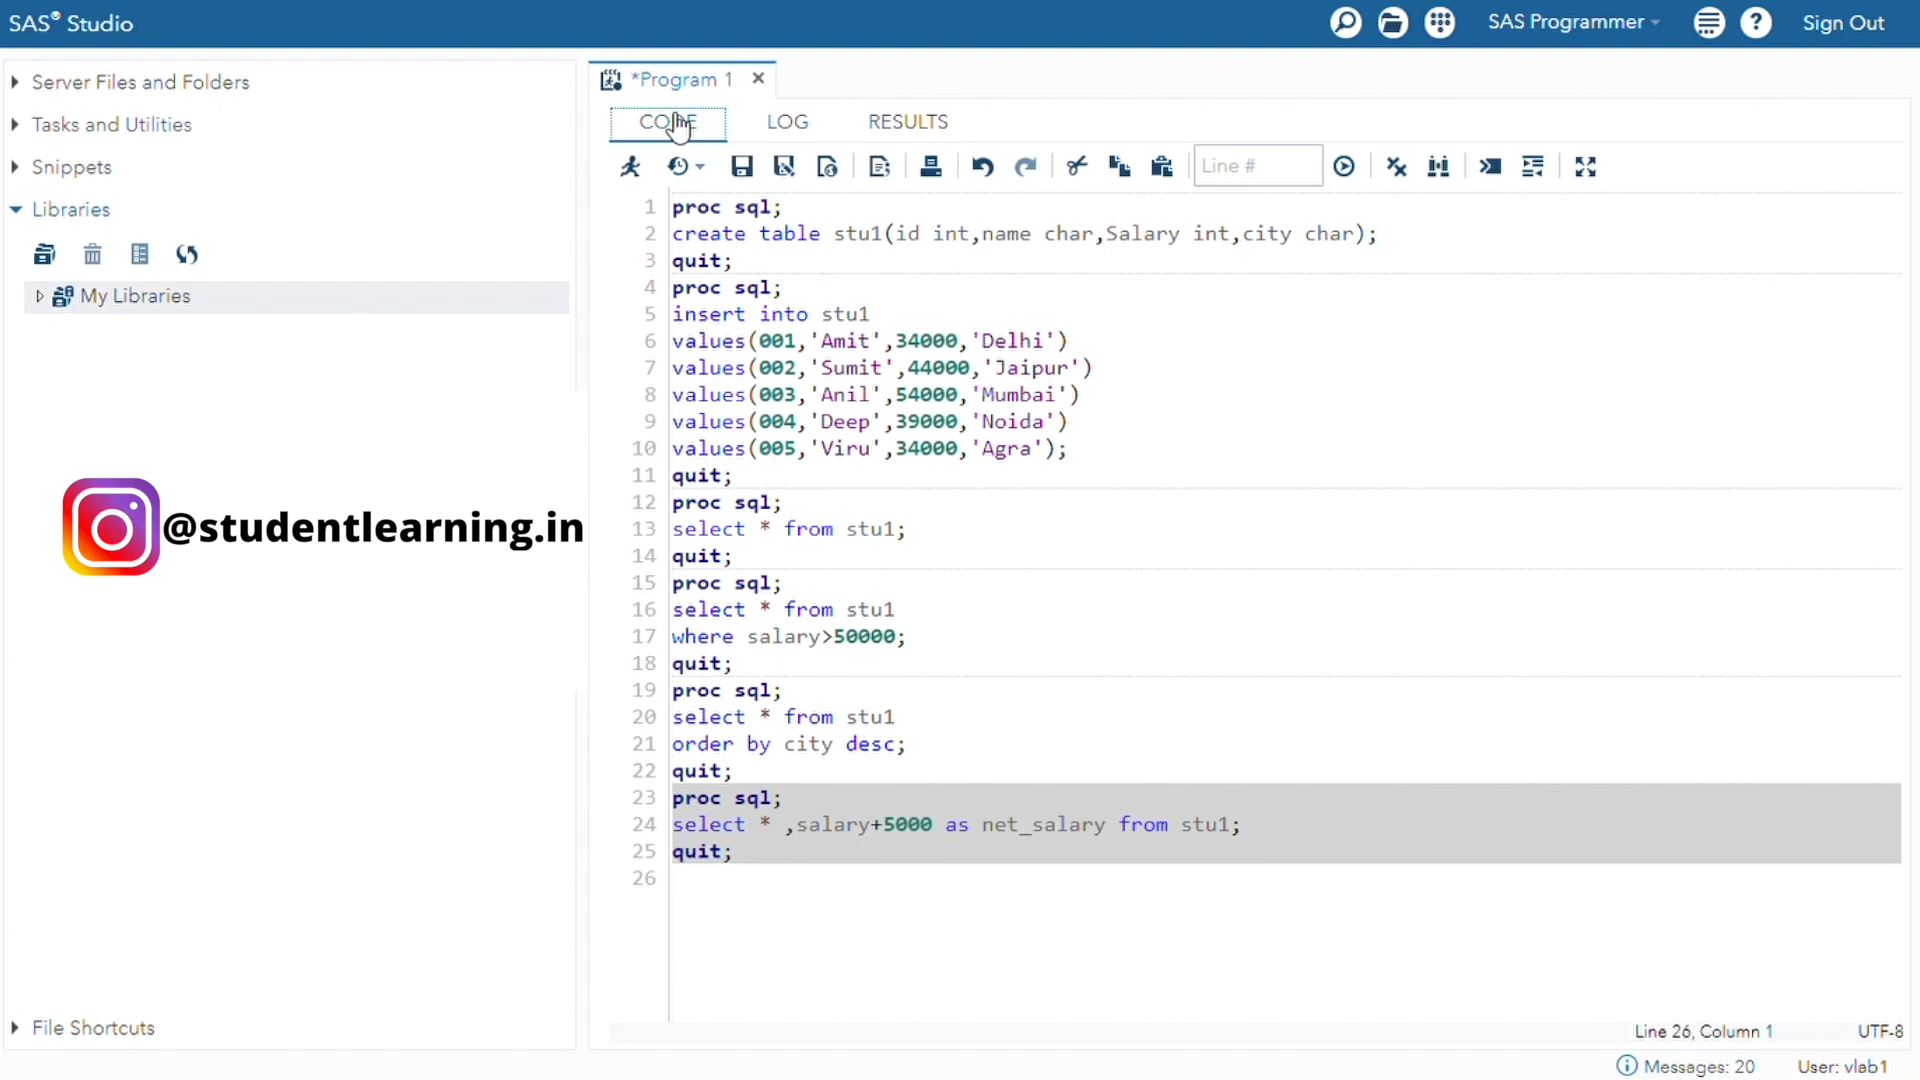 SAS® Studio
SAS Programmer
Sign Out
Server Files and Folders
Tasks and Utilities
Snippets
Libraries
My Libraries
@studentlearning.in
File Shortcuts
*Program 1
CODE LOG RESULTS
Line #
1 proc sql;
2 create table stu1(id int,name char,Salary int,city char);
3 quit;
4 proc sql;
5 insert into stu1
6 values(001,'Amit',34000,'Delhi')
7 values(002,'Sumit',44000,'Jaipur')
8 values(003,'Anil',54000,'Mumbai')
9 values(004,'Deep',39000,'Noida')
10 values(005,'Viru',34000,'Agra');
11 quit;
12 proc sql;
13 select * from stu1;
14 quit;
15 proc sql;
16 select * from stu1
17 where salary>50000;
18 quit;
19 proc sql;
20 select * from stu1
21 order by city desc;
22 quit;
23 proc sql;
24 select * ,salary+5000 as net_salary from stu1;
25 quit;
26
Line 26, Column 1
UTF-8
Messages: 20
User: vlab1